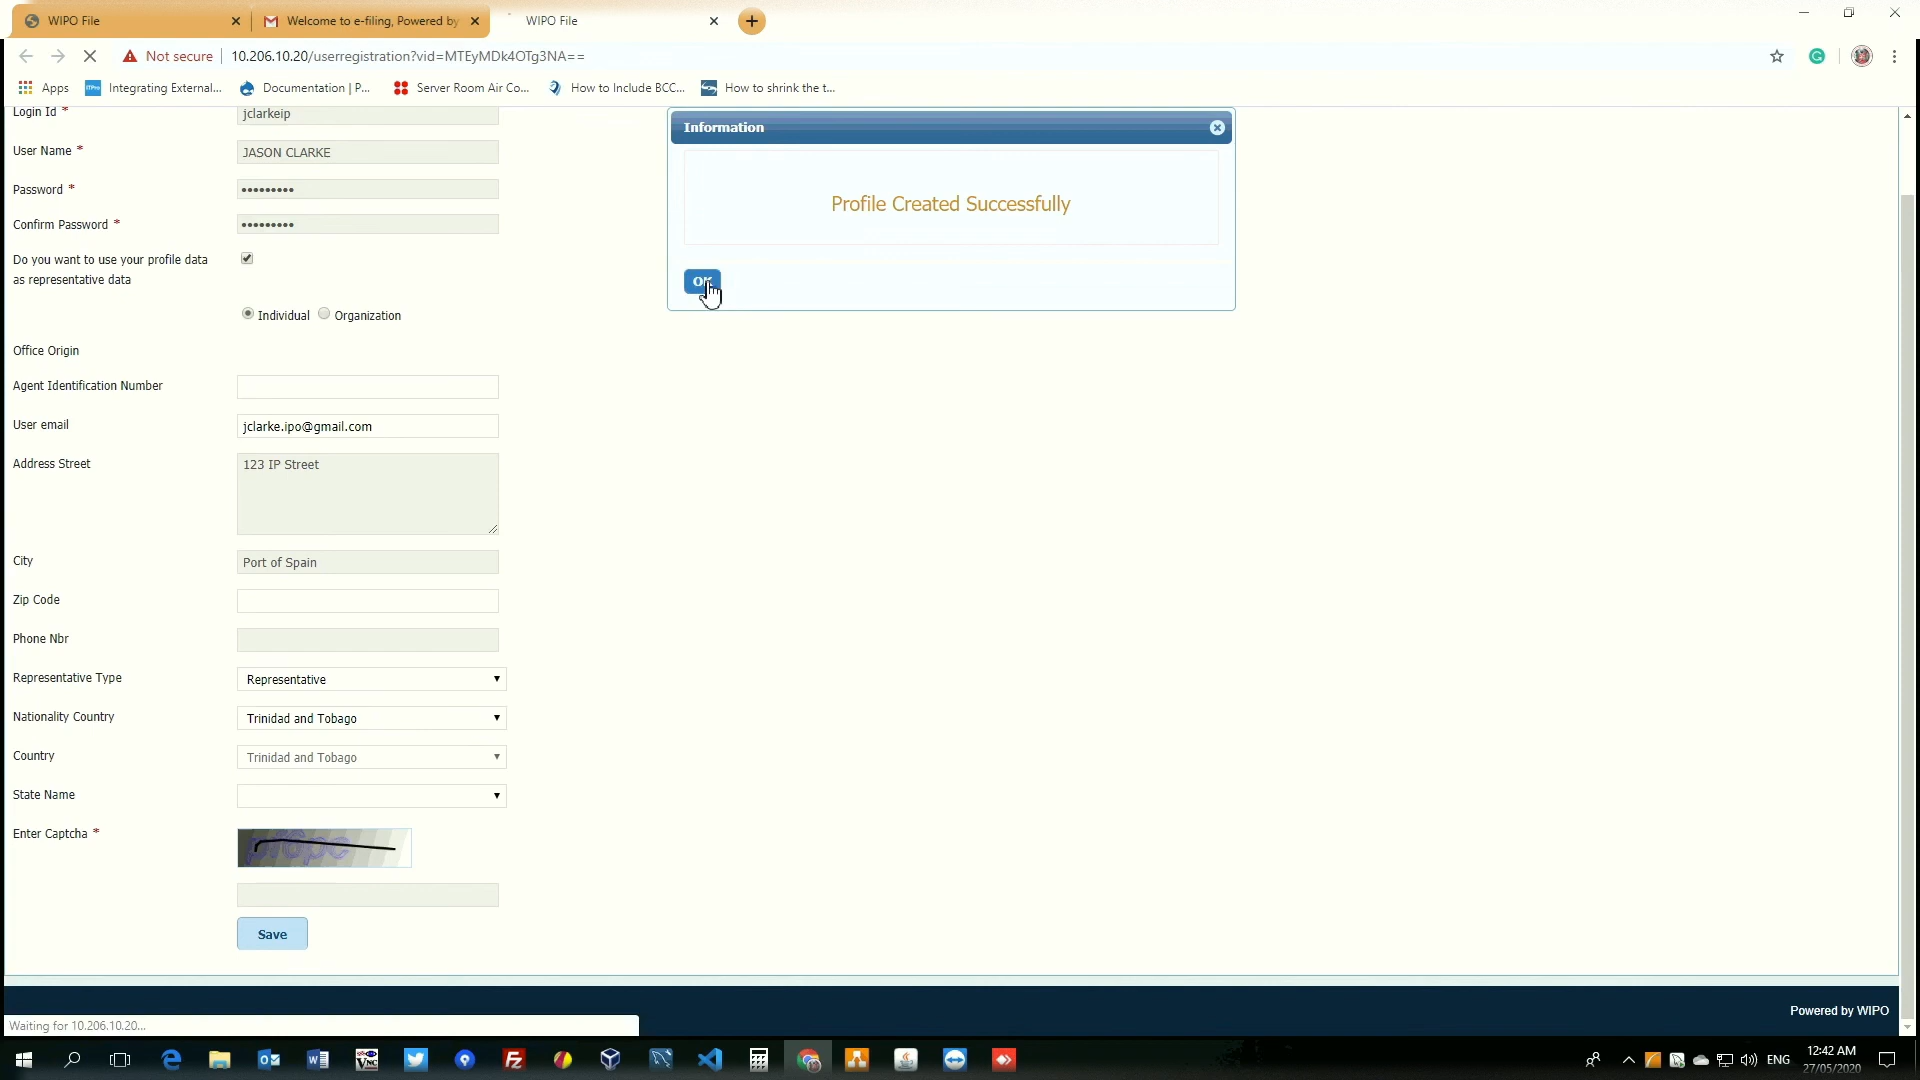 WIPO File
Welcome to e-filing, Powered by
WIPO File
Not secure
10.206.10.20/userregistration?vid=MTEyMDk4OTg3NA==
Apps
Integrating External...
Documentation | P...
Server Room Air Co...
How to Include BCC...
How to shrink the t...
Login Id *
jclarkeip
User Name *
JASON CLARKE
Password *
Confirm Password *
Do you want to use your profile data
as representative data
Individual
Organization
Office Origin
Agent Identification Number
User email
jclarke.ipo@gmail.com
Address Street
123 IP Street
City
Port of Spain
Zip Code
Phone Nbr
Representative Type
Representative
Nationality Country
Trinidad and Tobago
Country
Trinidad and Tobago
State Name
Enter Captcha *
Save
Information
Profile Created Successfully
OK
Powered by WIPO
Waiting for 10.206.10.20...
ENG
12:42 AM
27/05/2020